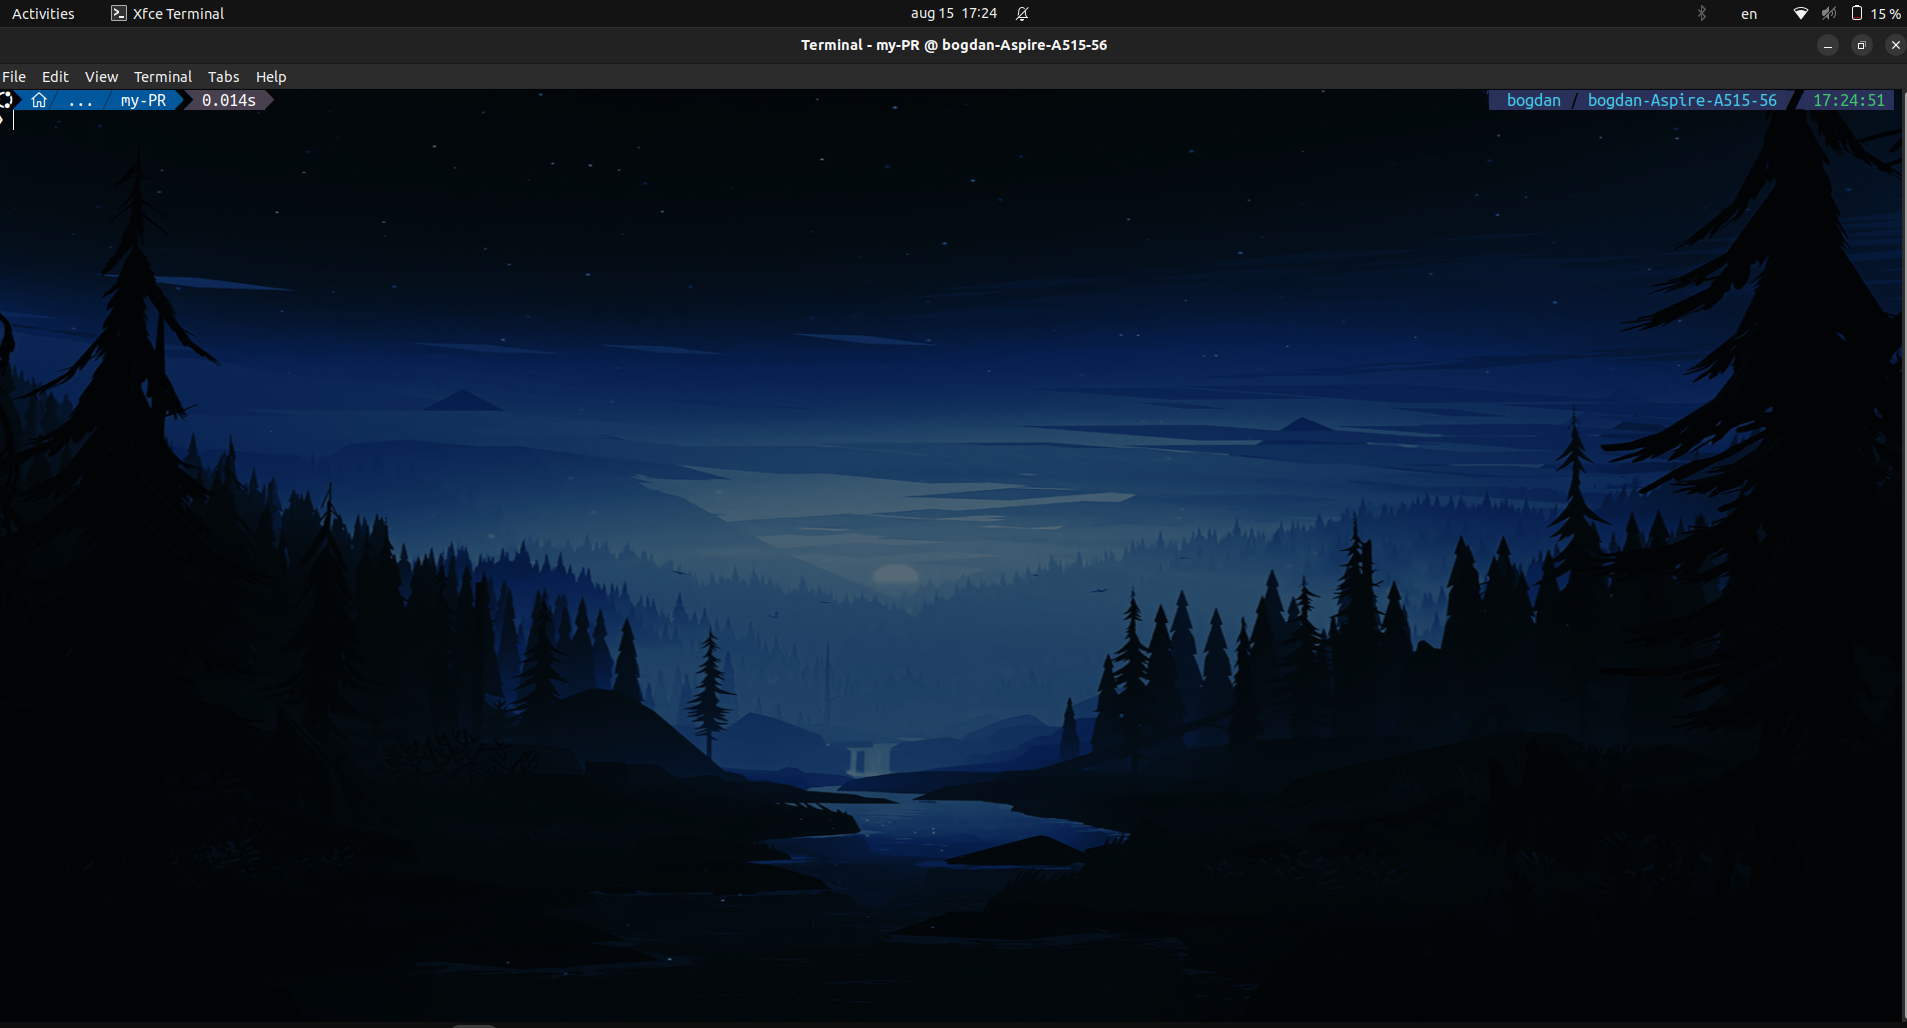 Activities Xfce Terminal aug 15 17:24 en 15 %
Terminal - my-PR @ bogdan-Aspire-A515-56
File Edit View Terminal Tabs Help
... my-PR 0.014s bogdan / bogdan-Aspire-A515-56 17:24:51